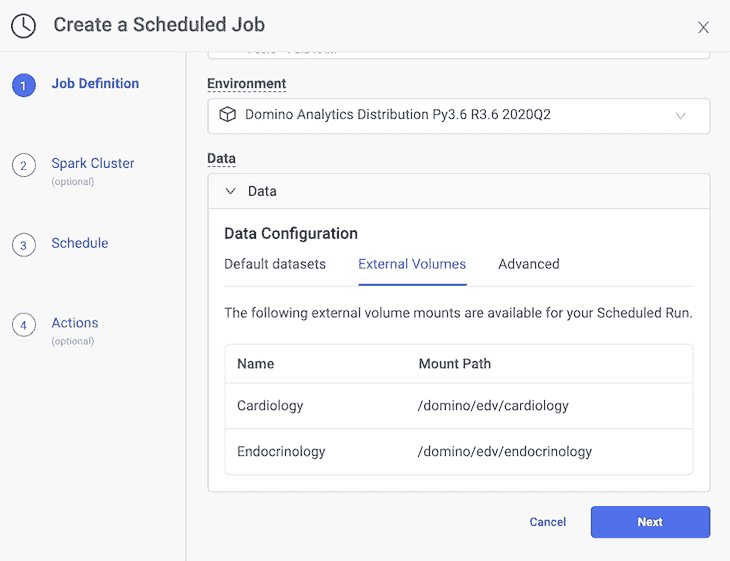 Create a Scheduled Job
1 Job Definition
Environment
Domino Analytics Distribution Py3.6 R3.6 2020Q2
2 Spark Cluster
(optional)
Data
Data
3 Schedule
Data Configuration
Default datasets External Volumes Advanced
4 Actions
(optional)
The following external volume mounts are available for your Scheduled Run.
Name Mount Path
Cardiology /domino/edv/cardiology
Endocrinology /domino/edv/endocrinology
Cancel Next